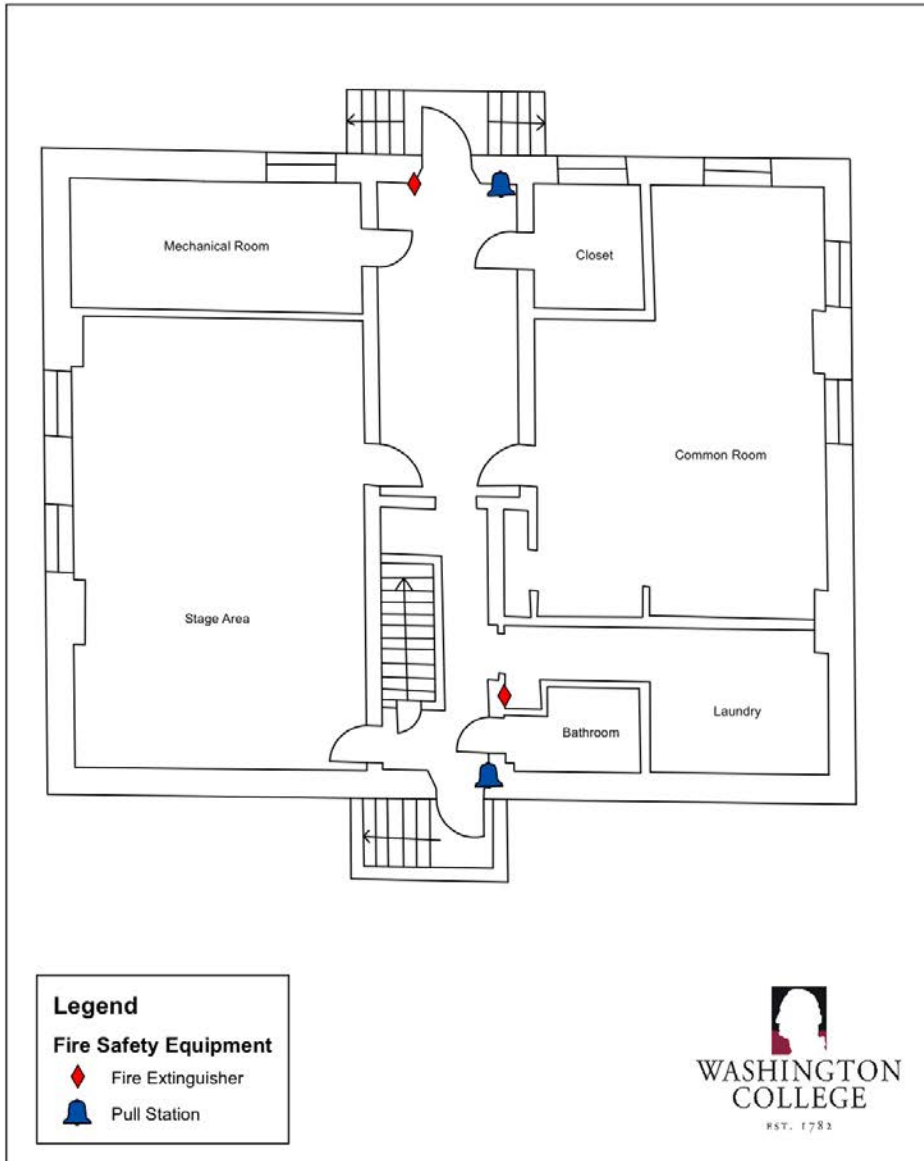 Mechanical Room
Closet
Common Room
Stage Area
Laundry
Bathroom
Legend
Fire Safety Equipment
Fire Extinguisher
Pull Station
WASHINGTON
COLLEGE
EST. 1782